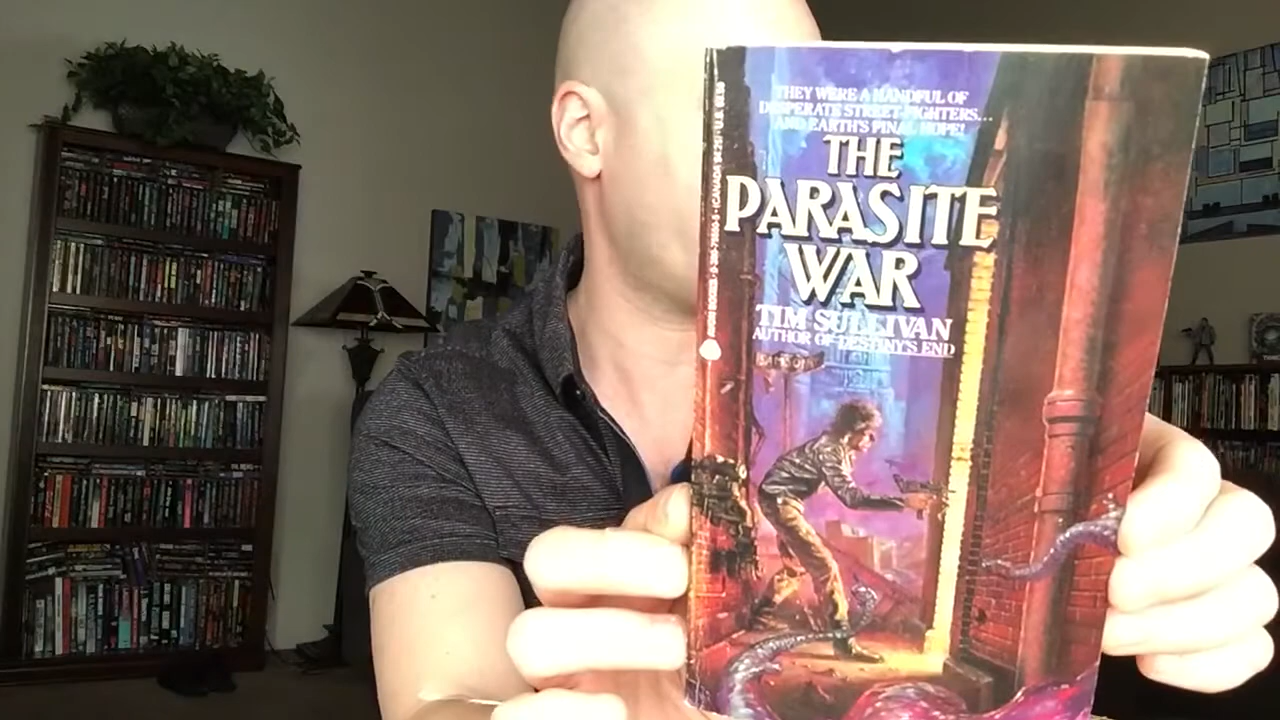 THEY WERE A HANDFUL OF
DESPERATE STREET FIGHTERS...
AND EARTH'S FINAL HOPE!
THE
PARASITE
WAR
TIM SULLIVAN
AUTHOR OF DESTINY'S END